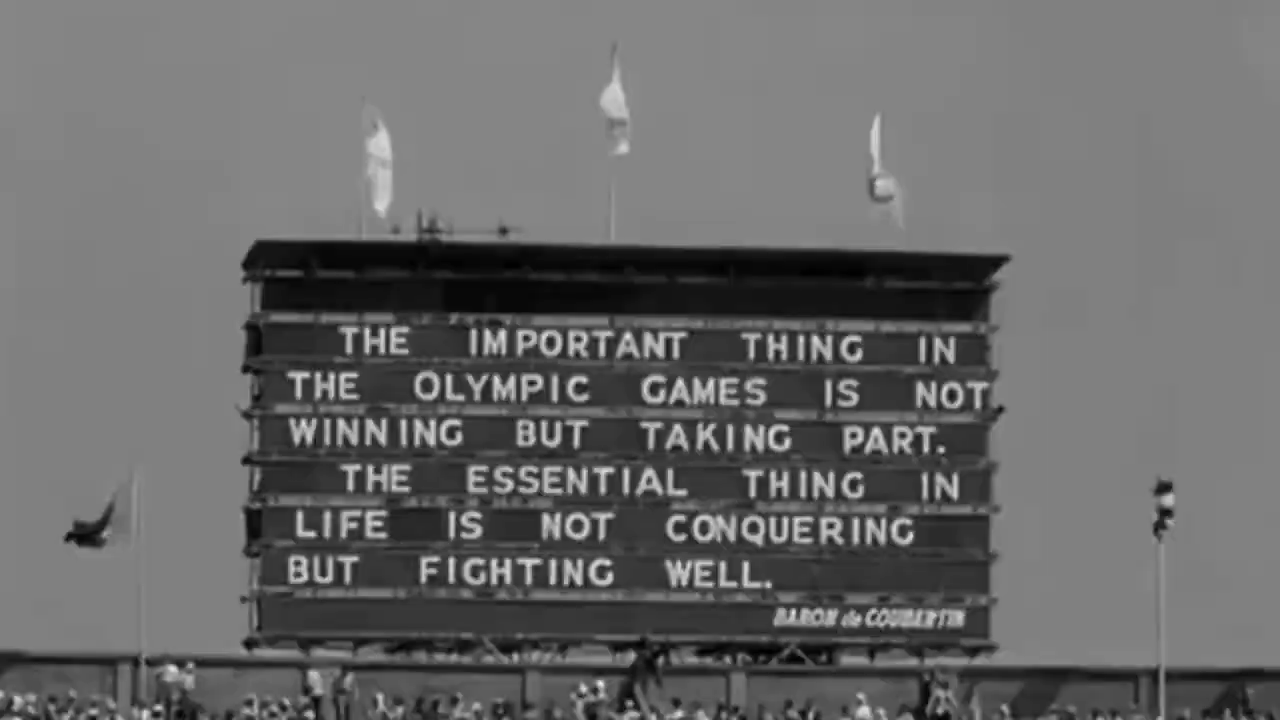 THE IMPORTANT THING IN
THE OLYMPIC GAMES IS NOT
WINNING BUT TAKING PART.
THE ESSENTIAL THING IN
LIFE IS NOT CONQUERING
BUT FIGHTING WELL.
BARON de COUBERTIN